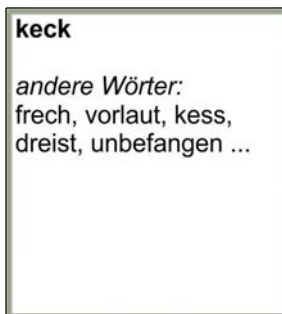 keck
andere Wörter:
frech, vorlaut, kess,
dreist, unbefangen ...